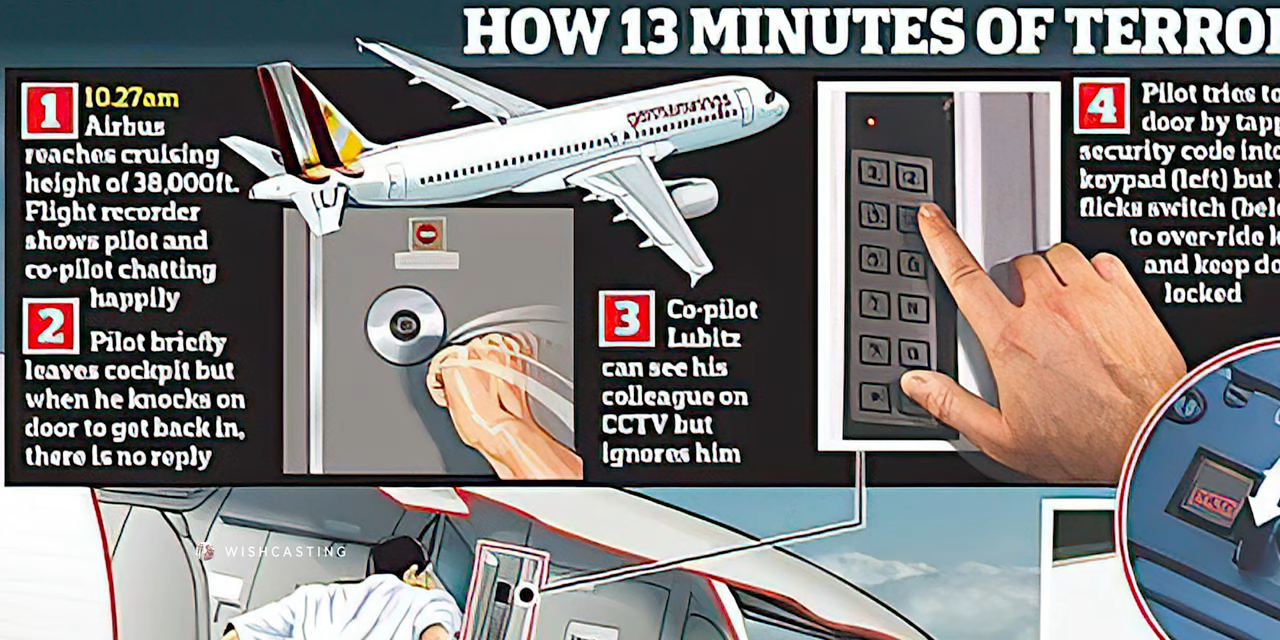 HOW 13 MINUTES OF TERRO
1 10.27am
Airbus
reaches cruising
height of 38,000ft.
Flight recorder
shows pilot and
co-pilot chatting
happily
2 Pilot briefly
leaves cockpit but
when he knocks on
door to get back in,
there is no reply
germanwings
3 Co-pilot
Lubitz
can see his
colleague on
CCTV but
ignores him
4 Pilot tries to
door by tapp
security code into
keypad (left) but
flicks switch (bel
to over-ride k
and keep do
locked
WISHCASTING